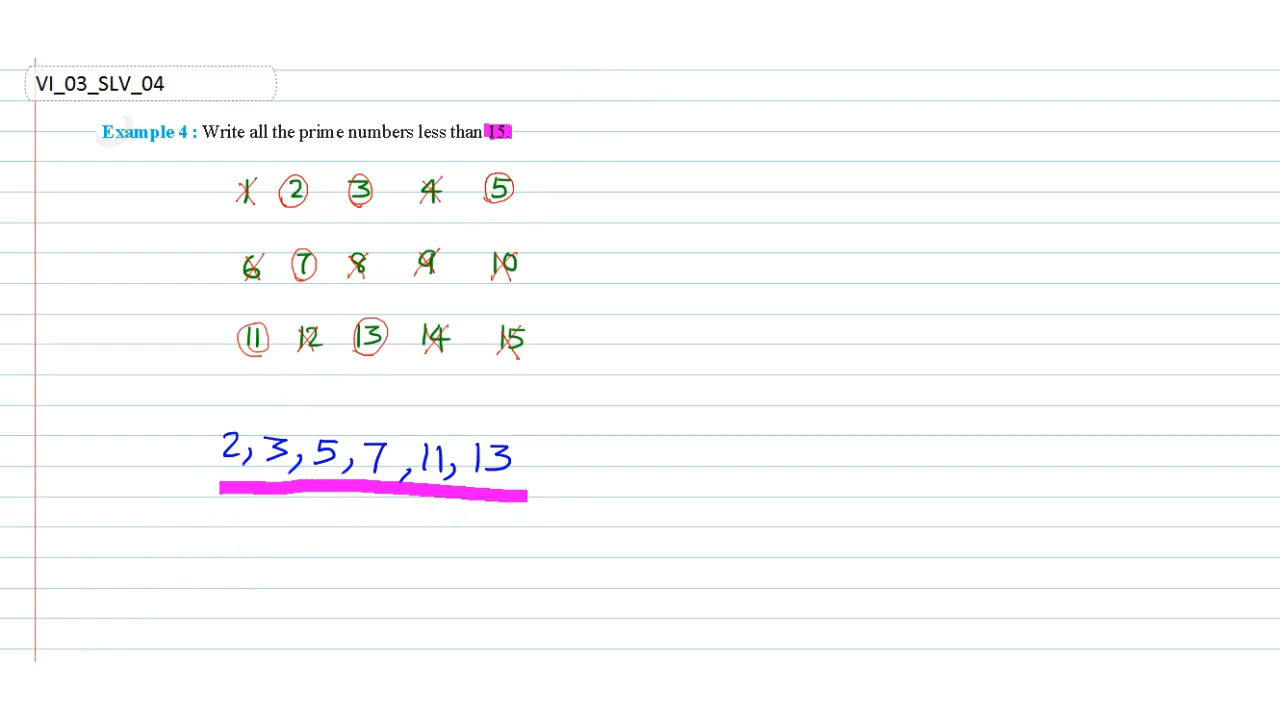 VI_03_SLV_04
Example 4 : Write all the prime numbers less than 15.
1 2 3 4 5
6 7 8 9 10
11 12 13 14 15
2, 3, 5, 7, 11, 13